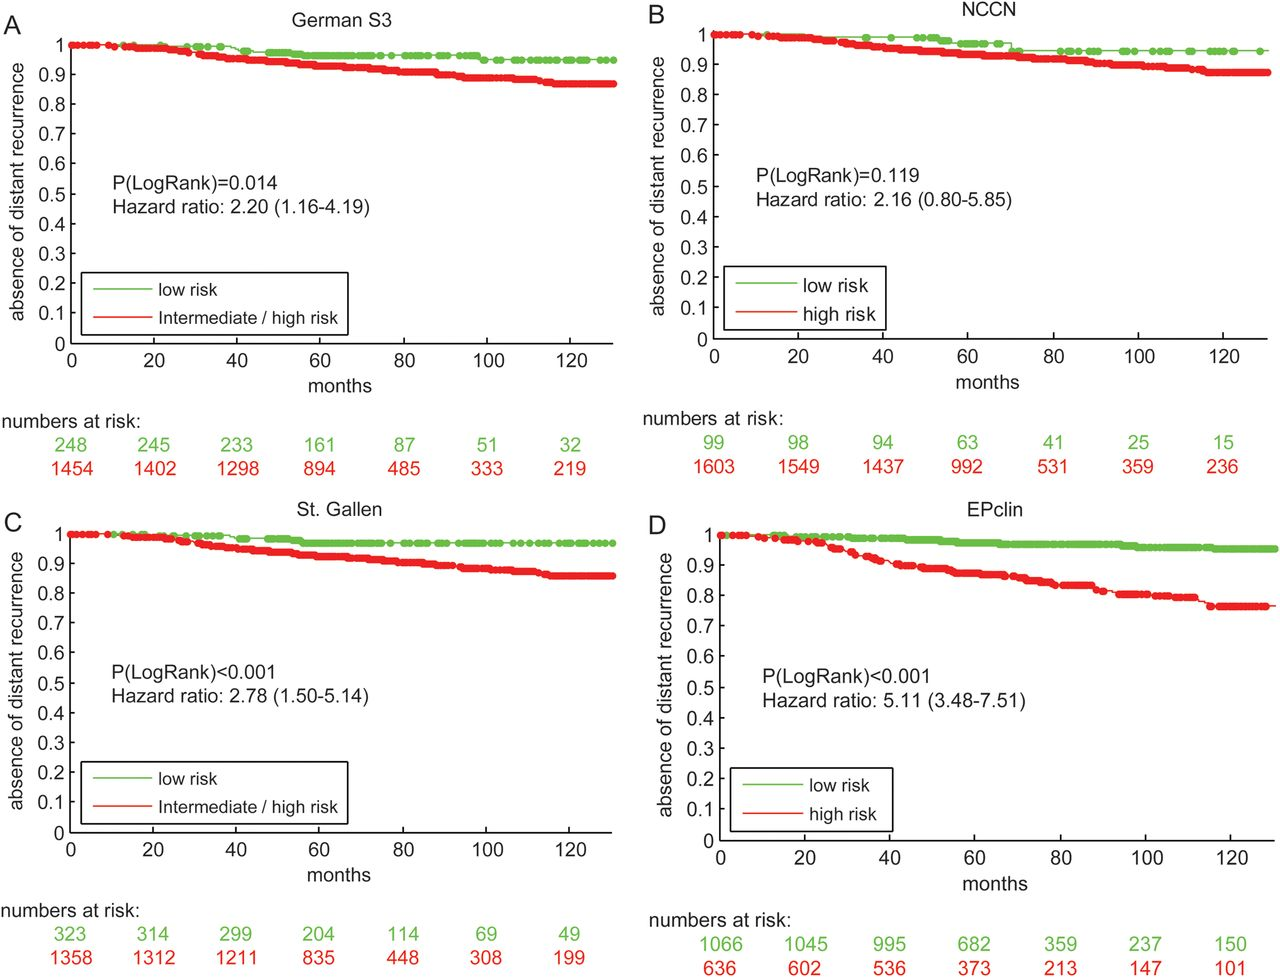 A
German S3
1
0.9
0.8
0.7
0.6
0.5
0.4
0.3
0.2
0.1
0
absence of distant recurrence
P(LogRank)=0.014
Hazard ratio: 2.20 (1.16-4.19)
low risk
Intermediate / high risk
0 20 40 60 80 100 120
months
numbers at risk:
248 245 233 161 87 51 32
1454 1402 1298 894 485 333 219
B
NCCN
1
0.9
0.8
0.7
0.6
0.5
0.4
0.3
0.2
0.1
0
absence of distant recurrence
P(LogRank)=0.119
Hazard ratio: 2.16 (0.80-5.85)
low risk
high risk
0 20 40 60 80 100 120
months
numbers at risk:
99 98 94 63 41 25 15
1603 1549 1437 992 531 359 236
C
St. Gallen
1
0.9
0.8
0.7
0.6
0.5
0.4
0.3
0.2
0.1
0
absence of distant recurrence
P(LogRank)<0.001
Hazard ratio: 2.78 (1.50-5.14)
low risk
Intermediate / high risk
0 20 40 60 80 100 120
months
numbers at risk:
323 314 299 204 114 69 49
1358 1312 1211 835 448 308 199
D
EPclin
1
0.9
0.8
0.7
0.6
0.5
0.4
0.3
0.2
0.1
0
absence of distant recurrence
P(LogRank)<0.001
Hazard ratio: 5.11 (3.48-7.51)
low risk
high risk
0 20 40 60 80 100 120
months
numbers at risk:
1066 1045 995 682 359 237 150
636 602 536 373 213 147 101